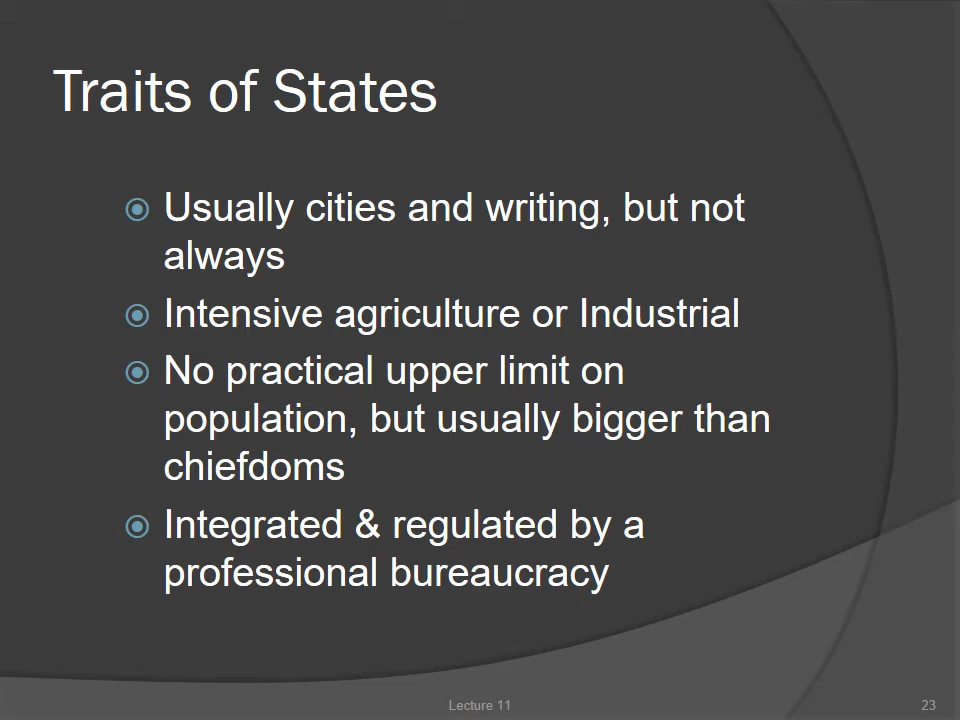 Traits of States
Usually cities and writing, but not
always
Intensive agriculture or Industrial
No practical upper limit on
population, but usually bigger than
chiefdoms
Integrated & regulated by a
professional bureaucracy
Lecture 11
23